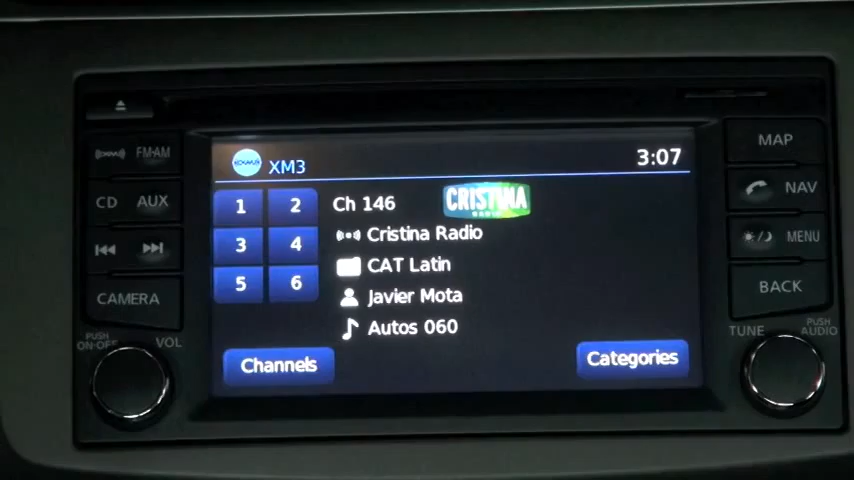 XM3
3:07
1 2
3 4
5 6
Ch 146
CRISTINA
RADIO
Cristina Radio
CAT Latin
Javier Mota
Autos 060
Channels
Categories
FM·AM
CD AUX
CAMERA
PUSH
ON·OFF
VOL
MAP
NAV
MENU
BACK
TUNE
PUSH
AUDIO